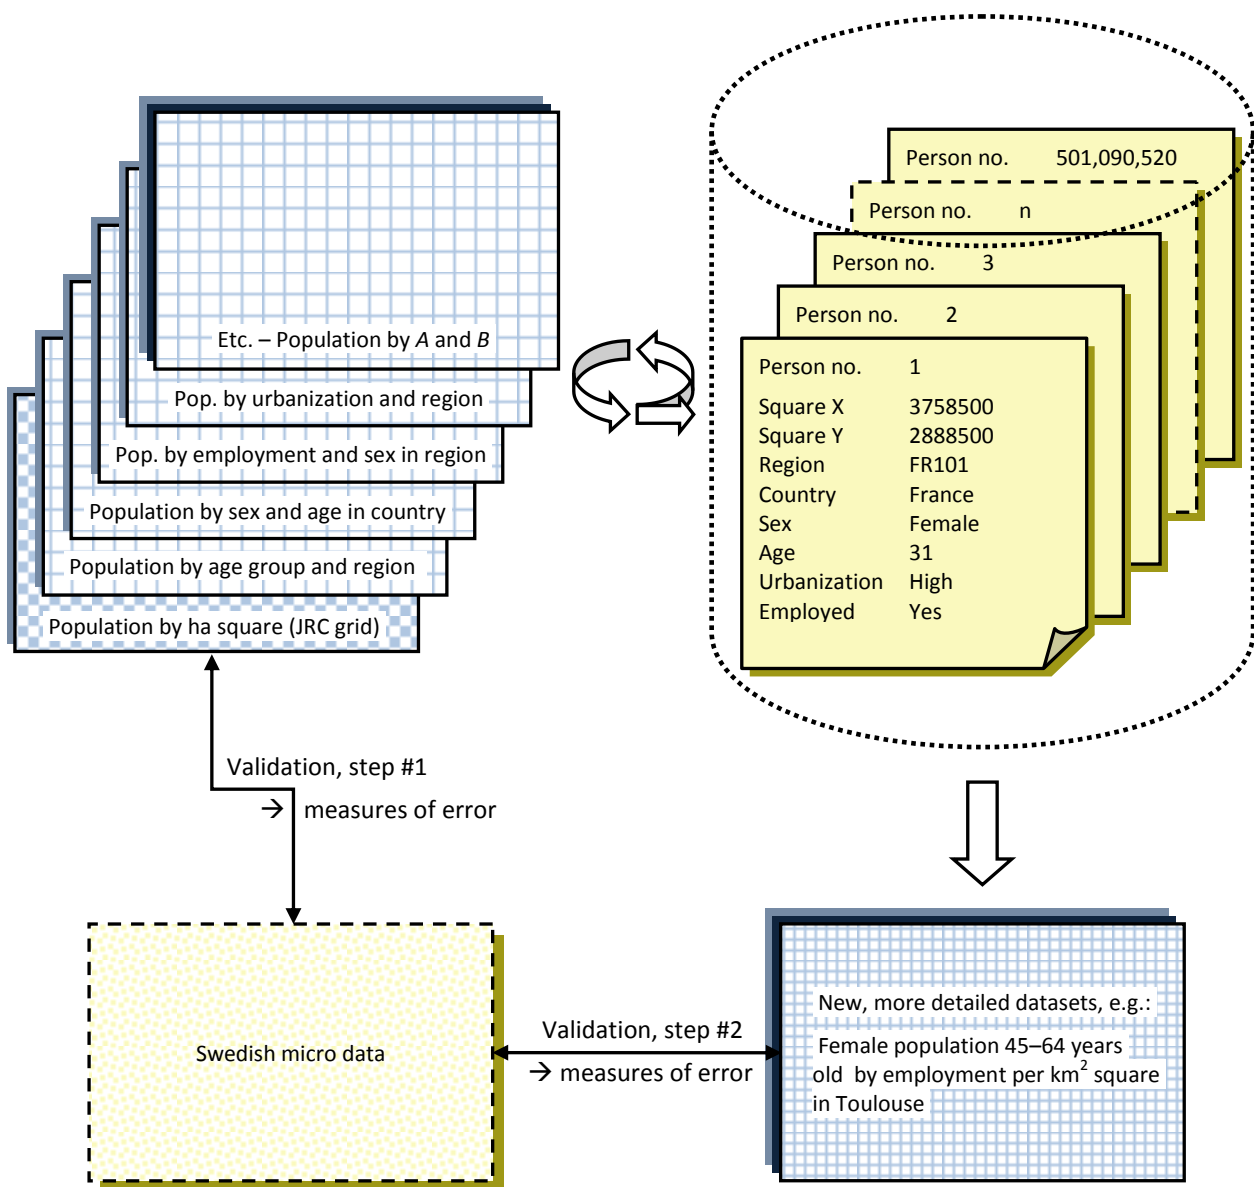 Etc. – Population by A and B
Pop. by urbanization and region
Pop. by employment and sex in region
Population by sex and age in country
Population by age group and region
Population by ha square (JRC grid)
Person no. 501,090,520
Person no. n
Person no. 3
Person no. 2
Person no. 1
Square X 3758500
Square Y 2888500
Region FR101
Country France
Sex Female
Age 31
Urbanization High
Employed Yes
Validation, step #1
→ measures of error
Swedish micro data
Validation, step #2
→ measures of error
New, more detailed datasets, e.g.:
Female population 45–64 years
old by employment per km² square
in Toulouse